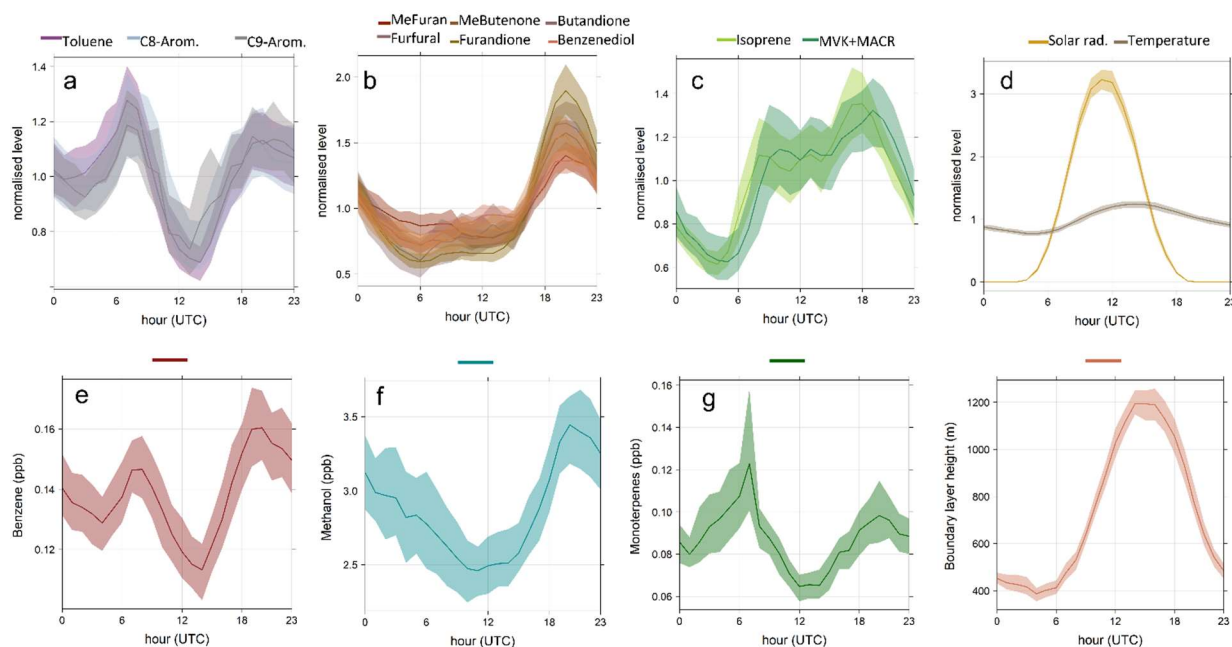 Toluene C8-Arom. C9-Arom.
a
normalised level
1.4
1.2
1.0
0.8
0 6 12 18 23
hour (UTC)
MeFuran MeButenone Butandione
Furfural Furandione Benzenediol
b
normalised level
2.0
1.5
1.0
0.5
0 6 12 18 23
hour (UTC)
Isoprene MVK+MACR
c
normalised level
1.4
1.2
1.0
0.8
0.6
0 6 12 18 23
hour (UTC)
Solar rad. Temperature
d
normalised level
3
2
1
0
0 6 12 18 23
hour (UTC)
e
Benzene (ppb)
0.16
0.14
0.12
0 6 12 18 23
hour (UTC)
f
Methanol (ppb)
3.5
3.0
2.5
0 6 12 18 23
hour (UTC)
g
Monoterpenes (ppb)
0.16
0.14
0.12
0.10
0.08
0.06
0 6 12 18 23
hour (UTC)
Boundary layer height (m)
1200
1000
800
600
400
0 6 12 18 23
hour (UTC)